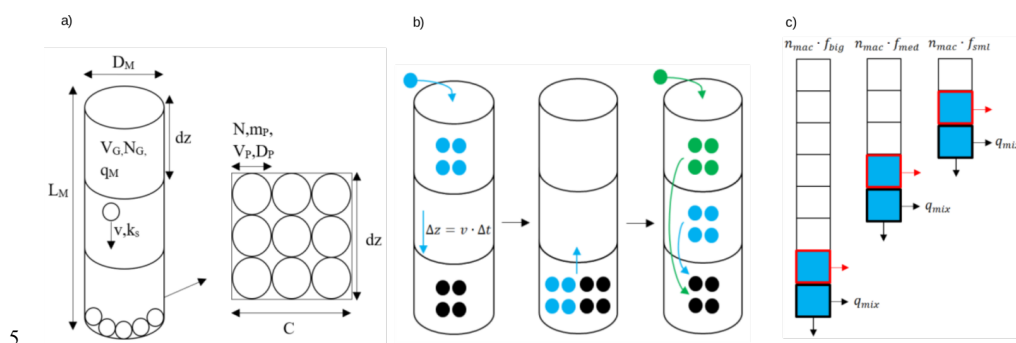 a)
b)
c)
D_M
dz
V_G, N_G,
q_M
L_M
v,k_s
N,m_P,
V_P,D_P
dz
C
Δz = v · Δt
n_mac · f_big
n_mac · f_med
n_mac · f_sml
q_mix
q_mix
q_mix
5